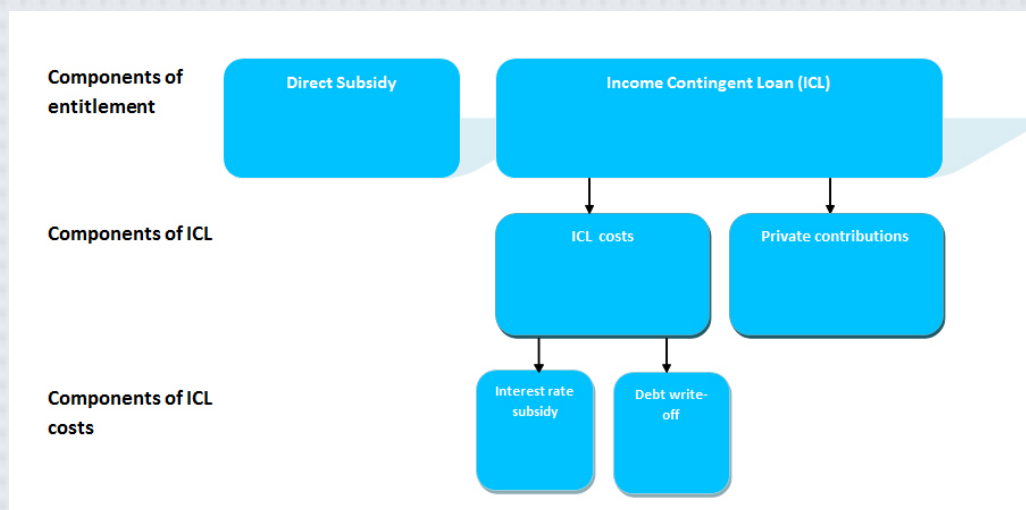 Components of
entitlement
Direct Subsidy
Income Contingent Loan (ICL)
Components of ICL
ICL costs
Private contributions
Components of ICL
costs
Interest rate
subsidy
Debt write-
off